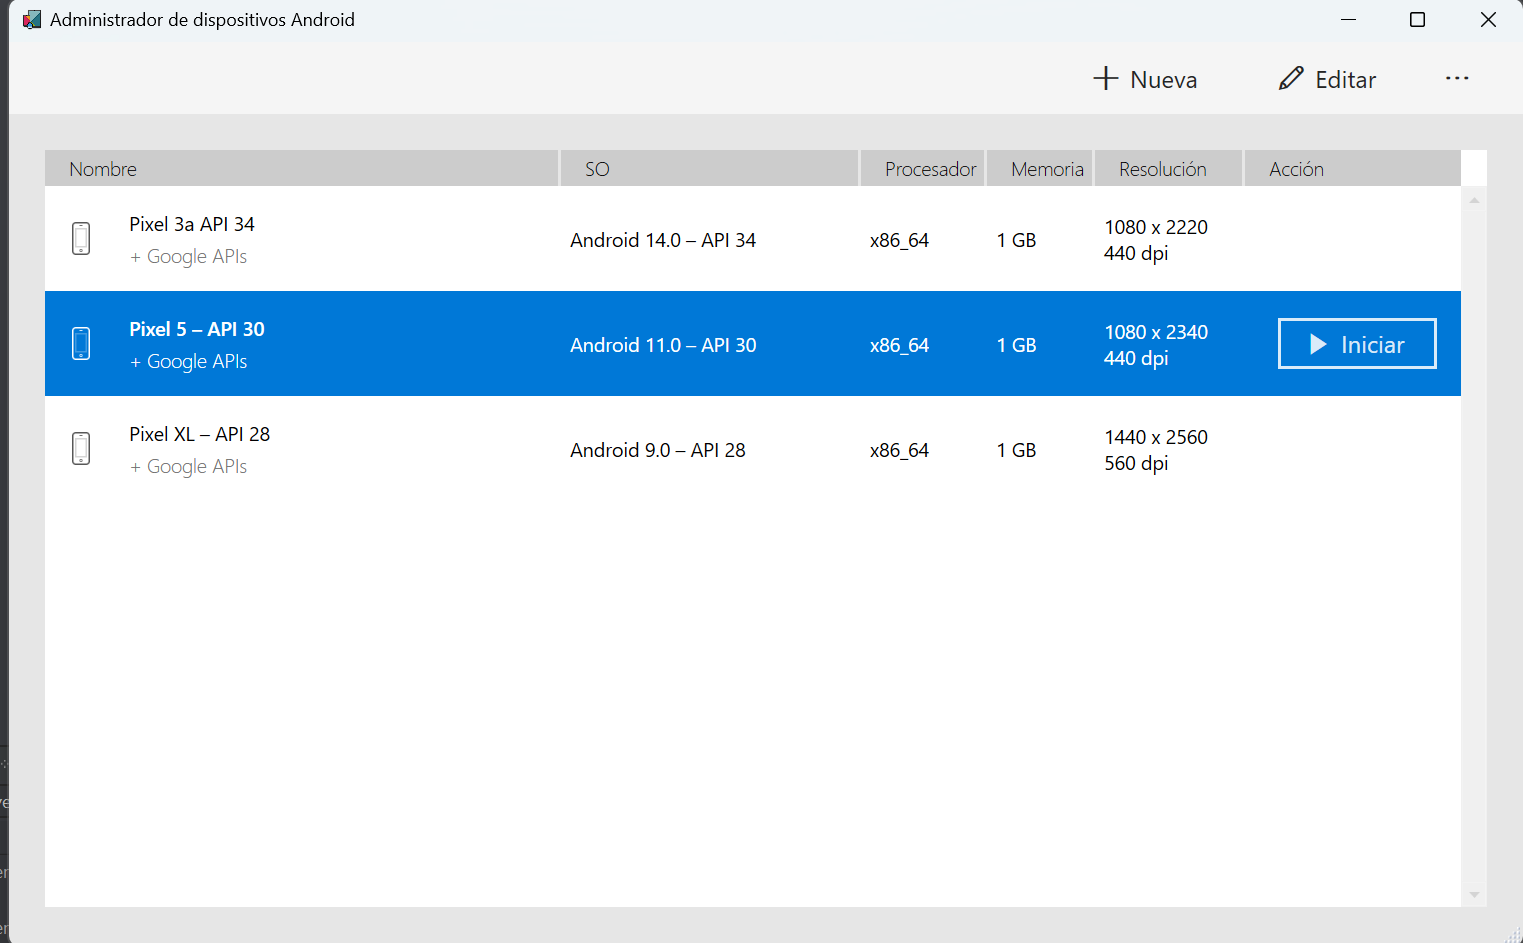 Administrador de dispositivos Android
Nueva
Editar
Nombre SO Procesador Memoria Resolución Acción
Pixel 3a API 34
+ Google APIs
Android 14.0 – API 34
x86_64
1 GB
1080 x 2220
440 dpi
Pixel 5 – API 30
+ Google APIs
Android 11.0 – API 30
x86_64
1 GB
1080 x 2340
440 dpi
Iniciar
Pixel XL – API 28
+ Google APIs
Android 9.0 – API 28
x86_64
1 GB
1440 x 2560
560 dpi